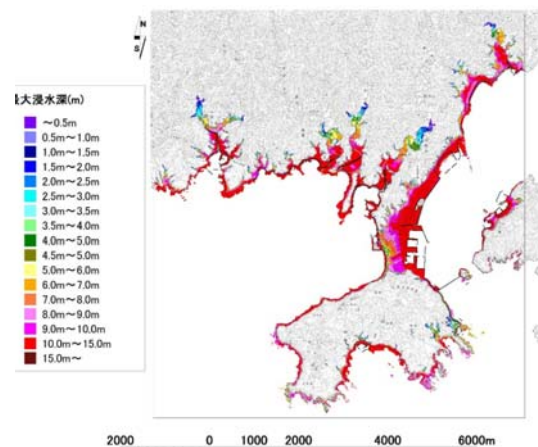 N
S
最大浸水深(m)
～0.5m
0.5m～1.0m
1.0m～1.5m
1.5m～2.0m
2.0m～2.5m
2.5m～3.0m
3.0m～3.5m
3.5m～4.0m
4.0m～5.0m
4.5m～5.0m
5.0m～6.0m
6.0m～7.0m
7.0m～8.0m
8.0m～9.0m
9.0m～10.0m
10.0m～15.0m
15.0m～
2000 0 1000 2000 4000 6000m